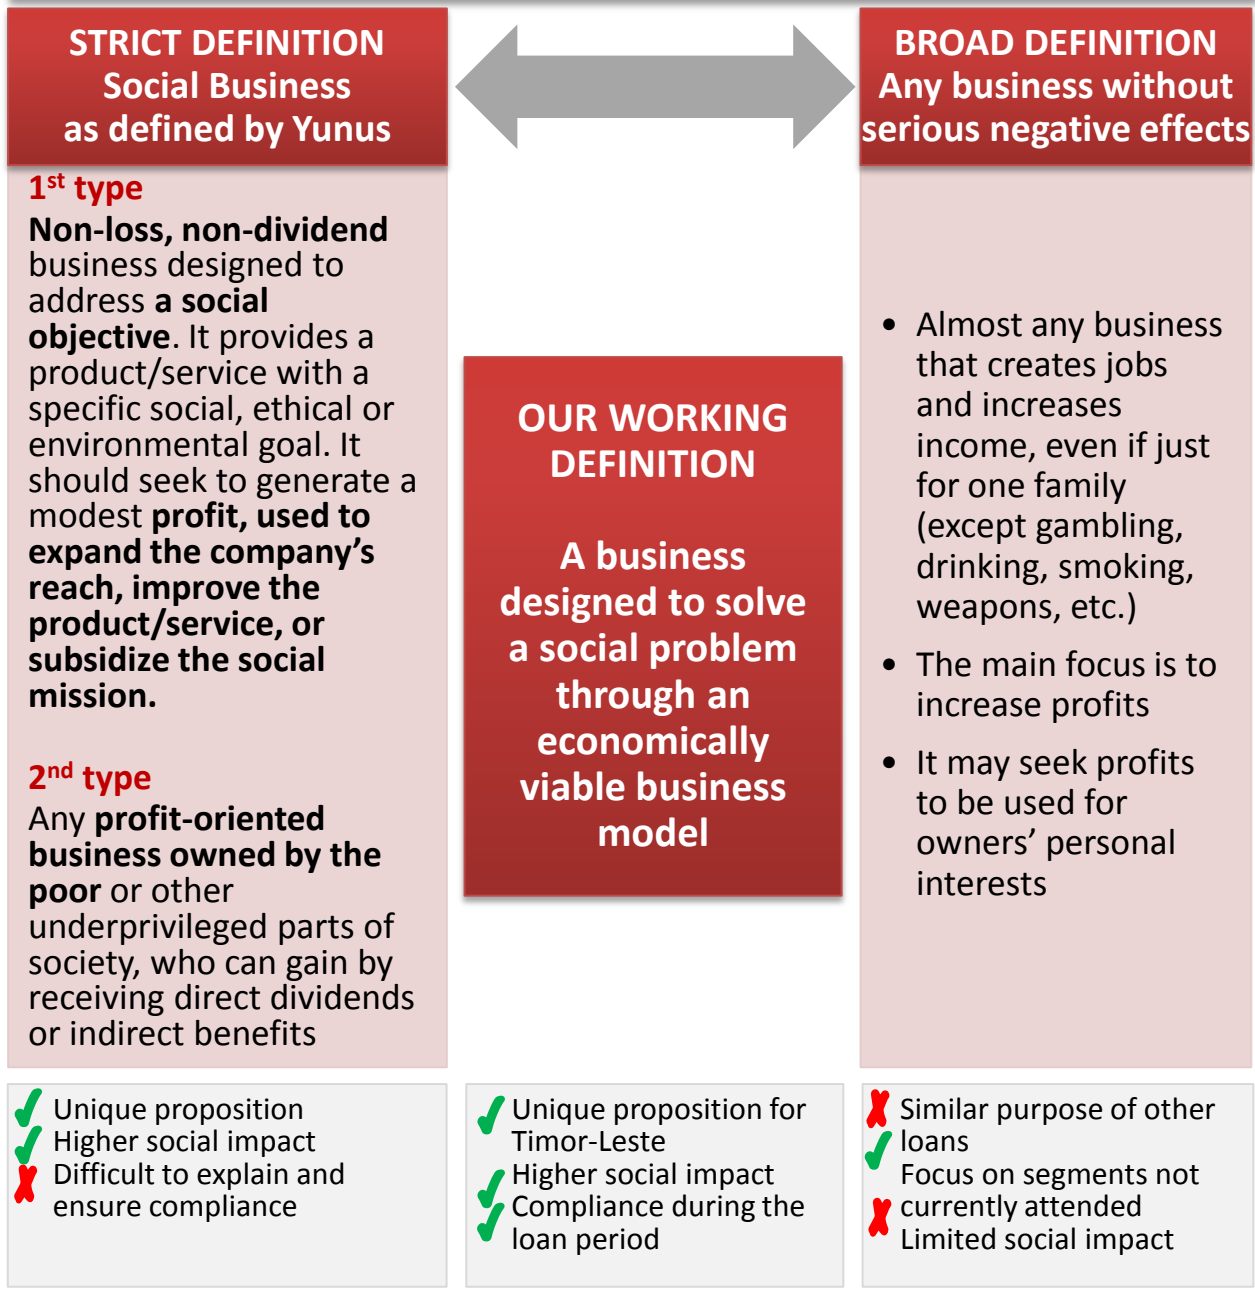 STRICT DEFINITION
Social Business
as defined by Yunus
1st type
Non-loss, non-dividend
business designed to
address a social
objective. It provides a
product/service with a
specific social, ethical or
environmental goal. It
should seek to generate a
modest profit, used to
expand the company’s
reach, improve the
product/service, or
subsidize the social
mission.
2nd type
Any profit-oriented
business owned by the
poor or other
underprivileged parts of
society, who can gain by
receiving direct dividends
or indirect benefits
Unique proposition
Higher social impact
Difficult to explain and
ensure compliance
OUR WORKING
DEFINITION
A business
designed to solve
a social problem
through an
economically
viable business
model
Unique proposition for
Timor-Leste
Higher social impact
Compliance during the
loan period
BROAD DEFINITION
Any business without
serious negative effects
• Almost any business
that creates jobs
and increases
income, even if just
for one family
(except gambling,
drinking, smoking,
weapons, etc.)
• The main focus is to
increase profits
• It may seek profits
to be used for
owners’ personal
interests
Similar purpose of other
loans
Focus on segments not
currently attended
Limited social impact